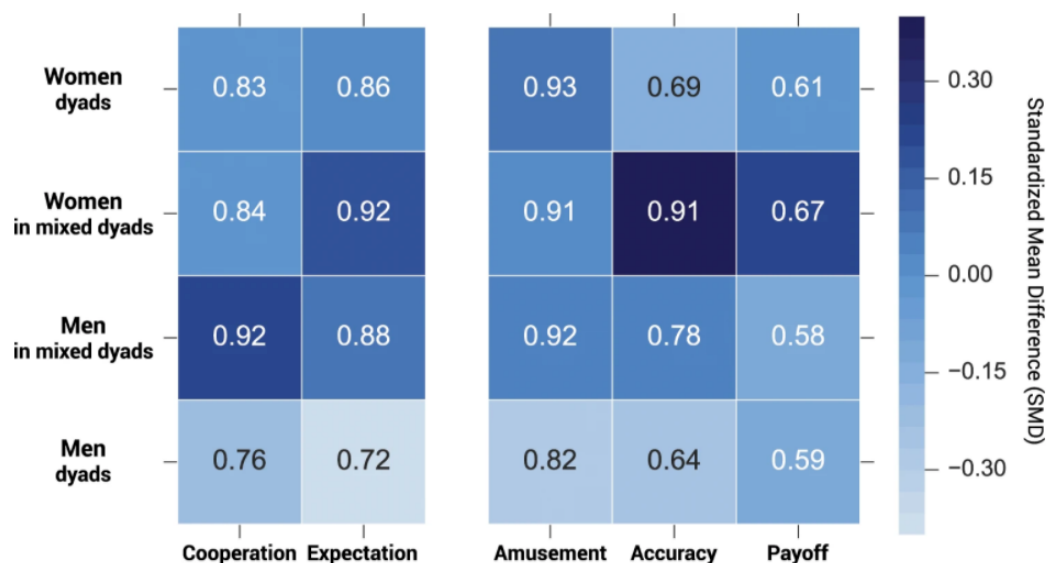 Women
dyads
0.83 0.86 0.93 0.69 0.61
Women
in mixed dyads
0.84 0.92 0.91 0.91 0.67
Men
in mixed dyads
0.92 0.88 0.92 0.78 0.58
Men
dyads
0.76 0.72 0.82 0.64 0.59
Cooperation Expectation Amusement Accuracy Payoff
0.30
0.15
0.00
−0.15
−0.30
Standardized Mean Difference (SMD)